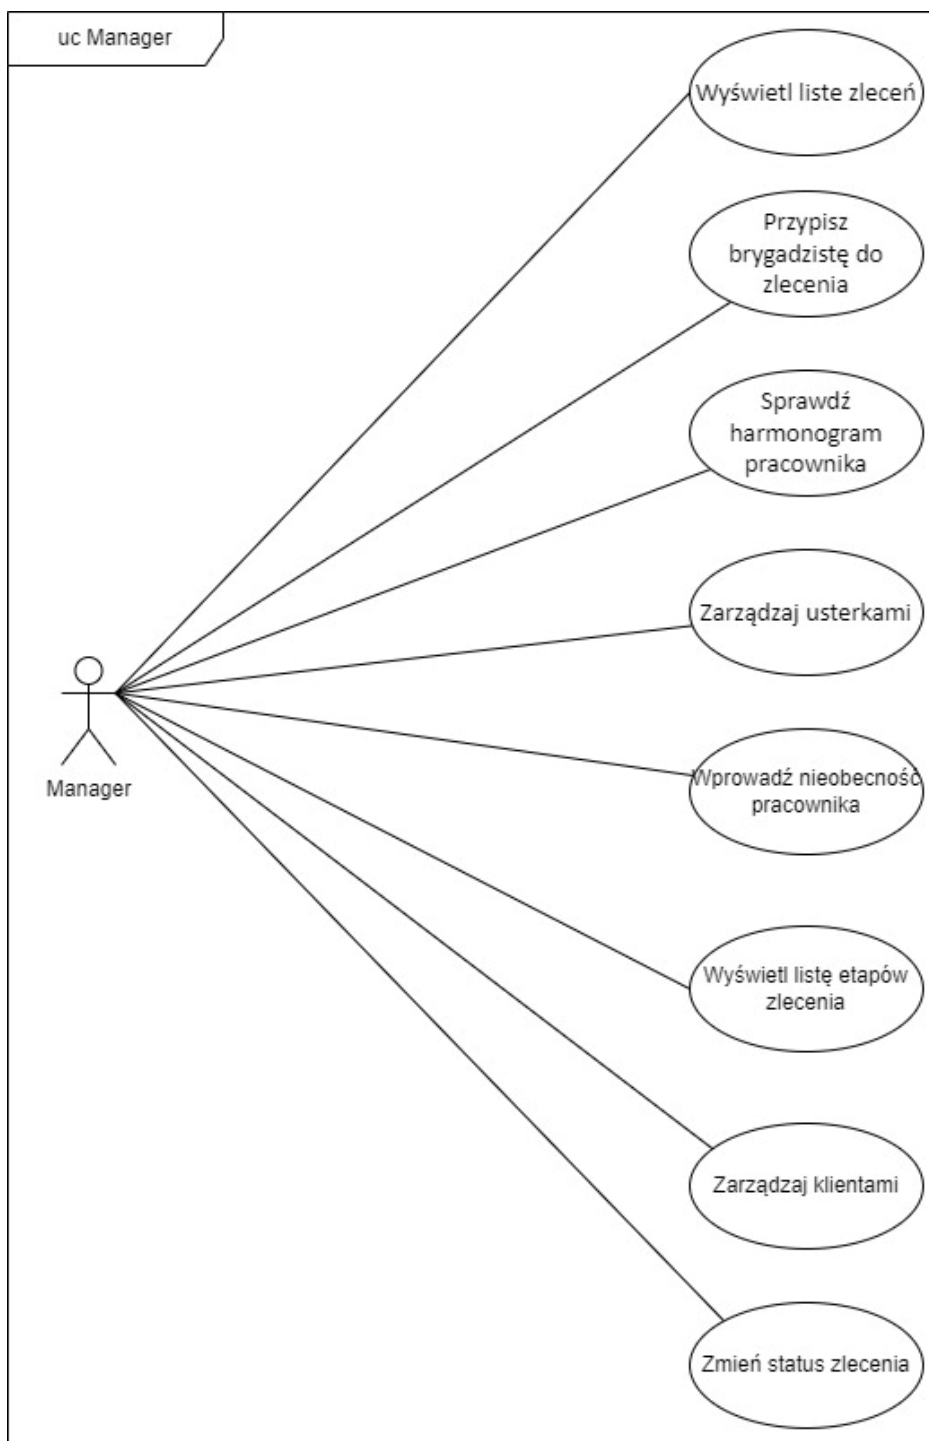 uc Manager
Wyświetl liste zleceń
Przypisz
brygadzistę do
zlecenia
Sprawdź
harmonogram
pracownika
Zarządzaj usterkami
Manager
Wprowadź nieobecność
pracownika
Wyświetl listę etapów
zlecenia
Zarządzaj klientami
Zmień status zlecenia